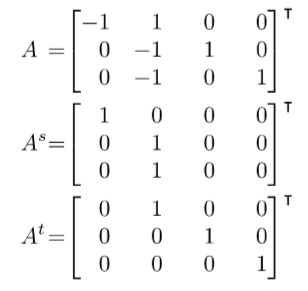 A = [ −1 1 0 0 ] ᵀ
0 −1 1 0
0 −1 0 1
Aˢ = [ 1 0 0 0 ] ᵀ
0 1 0 0
0 1 0 0
Aᵗ = [ 0 1 0 0 ] ᵀ
0 0 1 0
0 0 0 1